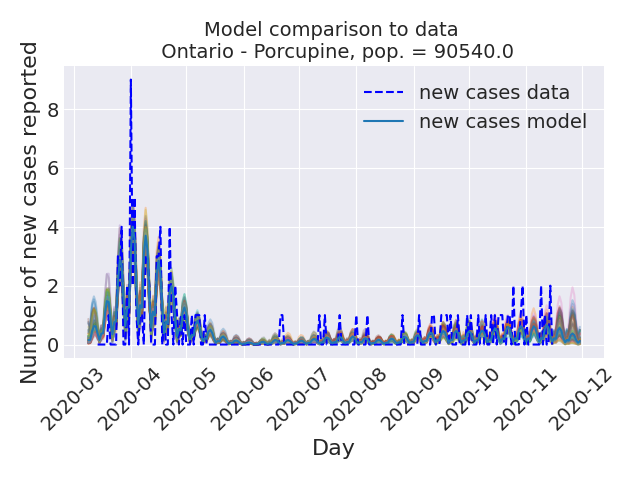 Model comparison to data
Ontario - Porcupine, pop. = 90540.0
new cases data
new cases model
Number of new cases reported
8
6
4
2
0
2020-03
2020-04
2020-05
2020-06
2020-07
2020-08
2020-09
2020-10
2020-11
2020-12
Day